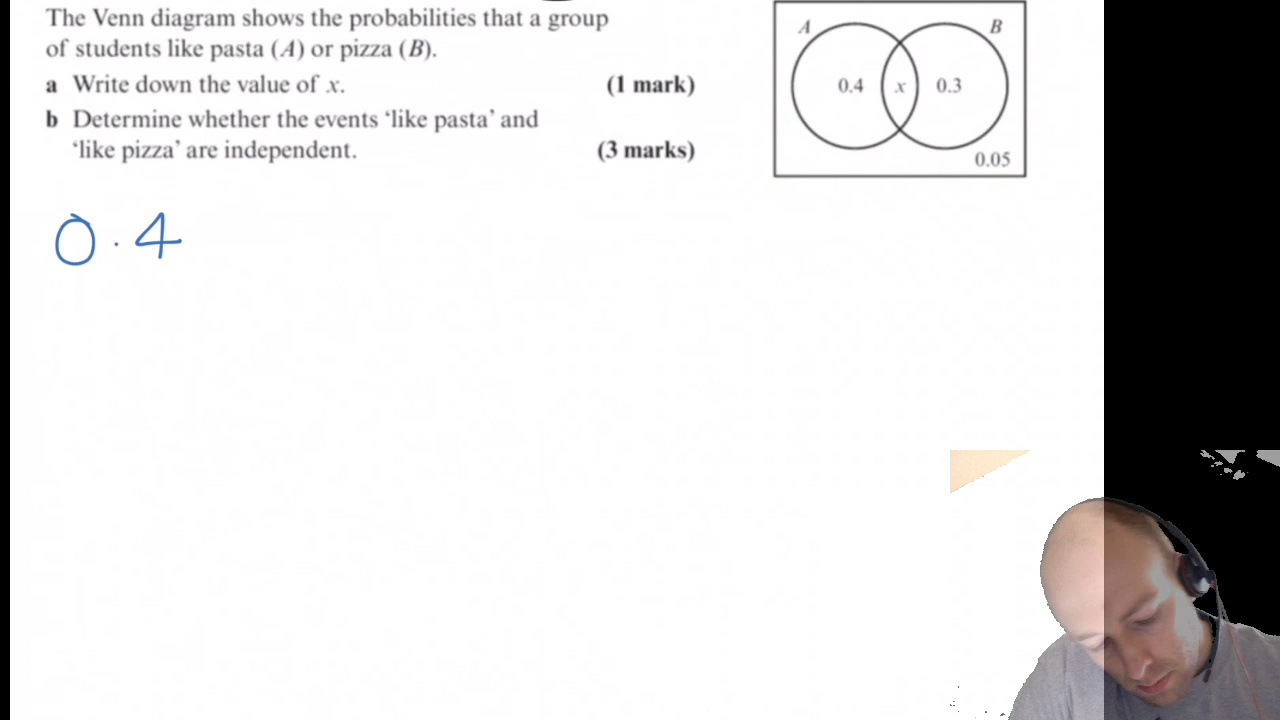 The Venn diagram shows the probabilities that a group
of students like pasta (A) or pizza (B).
a Write down the value of x. (1 mark)
b Determine whether the events ‘like pasta’ and
‘like pizza’ are independent. (3 marks)
A B
0.4 x 0.3
0.05
0.4